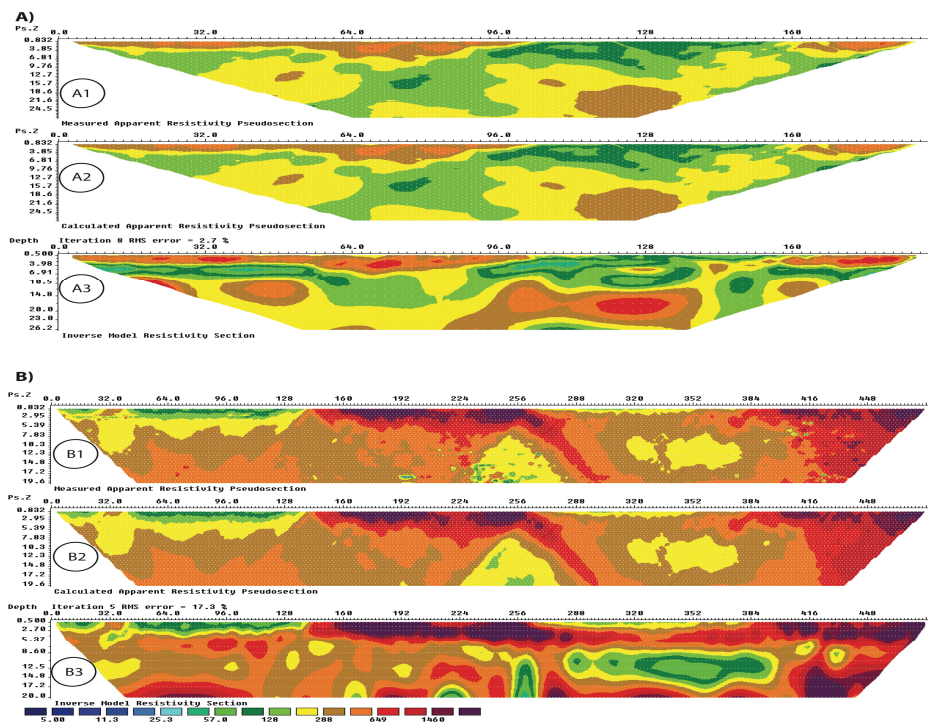 A)
Ps.Z 0.0 32.0 64.0 96.0 128 160
0.832
3.85
6.81
9.76
12.7
15.7
18.6
21.6
24.5
A1
Measured Apparent Resistivity Pseudosection
Ps.Z 0.0 32.0 64.0 96.0 128 160
0.832
3.85
6.81
9.76
12.7
15.7
18.6
21.6
24.5
A2
Calculated Apparent Resistivity Pseudosection
Depth Iteration 8 RMS error = 2.7 %
0.0 32.0 64.0 96.0 128 160
0.500
3.98
6.91
10.5
14.8
20.0
23.0
26.2
A3
Inverse Model Resistivity Section
B)
Ps.Z 0.0 32.0 64.0 96.0 128 160 192 224 256 288 320 352 384 416 448
0.832
2.95
5.39
7.83
10.3
12.3
14.8
17.2
19.6
B1
Measured Apparent Resistivity Pseudosection
Ps.Z 0.0 32.0 64.0 96.0 128 160 192 224 256 288 320 352 384 416 448
0.832
2.95
5.39
7.83
10.3
12.3
14.8
17.2
19.6
B2
Calculated Apparent Resistivity Pseudosection
Depth Iteration 5 RMS error = 17.3 %
0.0 32.0 64.0 96.0 128 160 192 224 256 288 320 352 384 416 448
0.500
2.70
5.37
8.60
12.5
14.8
17.2
20.0
B3
Inverse Model Resistivity Section
5.00 11.3 25.3 57.0 128 288 649 1460